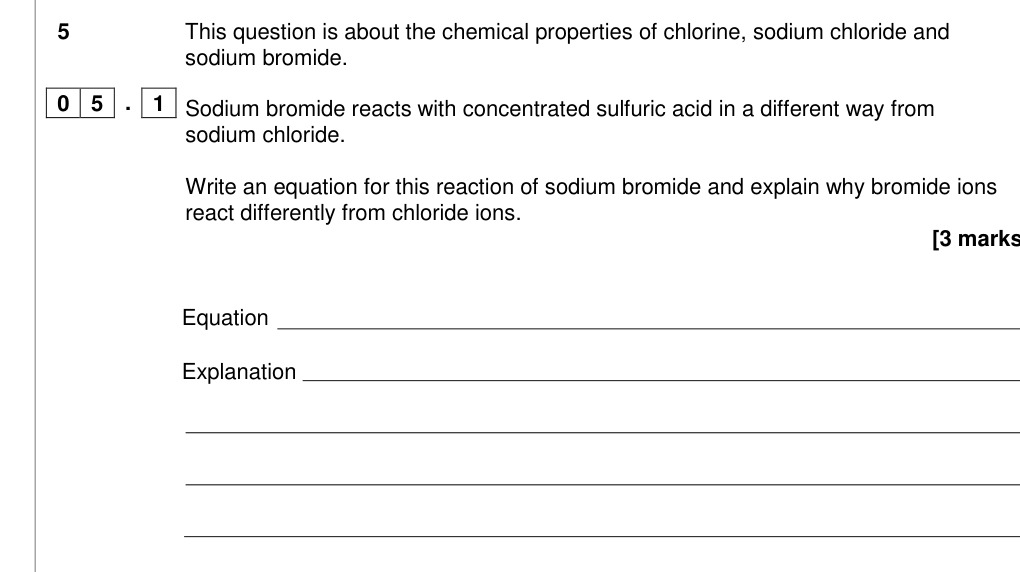 5 This question is about the chemical properties of chlorine, sodium chloride and
sodium bromide.
0 5 . 1 Sodium bromide reacts with concentrated sulfuric acid in a different way from
sodium chloride.
Write an equation for this reaction of sodium bromide and explain why bromide ions
react differently from chloride ions.
[3 marks
Equation
Explanation